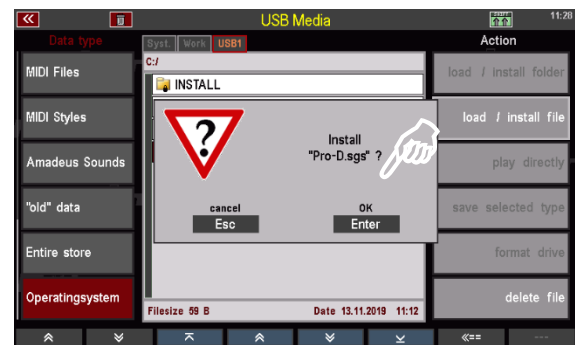 USB Media
SHIFT
11:28
Data type
Syst.
Work
USB1
Action
C:/
MIDI Files
INSTALL
load / install folder
MIDI Styles
load / install file
?
Install
"Pro-D.sgs" ?
Amadeus Sounds
play directly
"old" data
cancel
OK
save selected type
Esc
Enter
Entire store
format drive
Operatingsystem
delete file
Filesize 59 B
Date 13.11.2019 11:12
«==
---